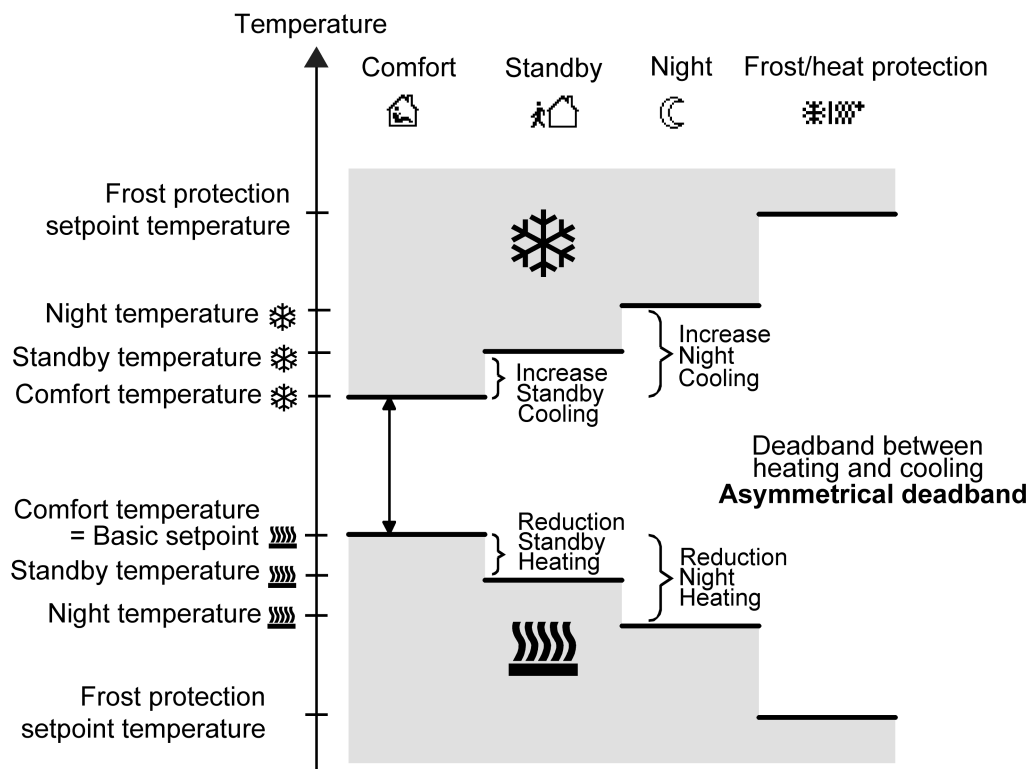 Temperature
Comfort
Standby
Night
Frost/heat protection
Frost protection
setpoint temperature
Night temperature
Standby temperature
Comfort temperature
Increase
Standby
Cooling
Increase
Night
Cooling
Deadband between
heating and cooling
Asymmetrical deadband
Comfort temperature
= Basic setpoint
Standby temperature
Night temperature
Reduction
Standby
Heating
Reduction
Night
Heating
Frost protection
setpoint temperature